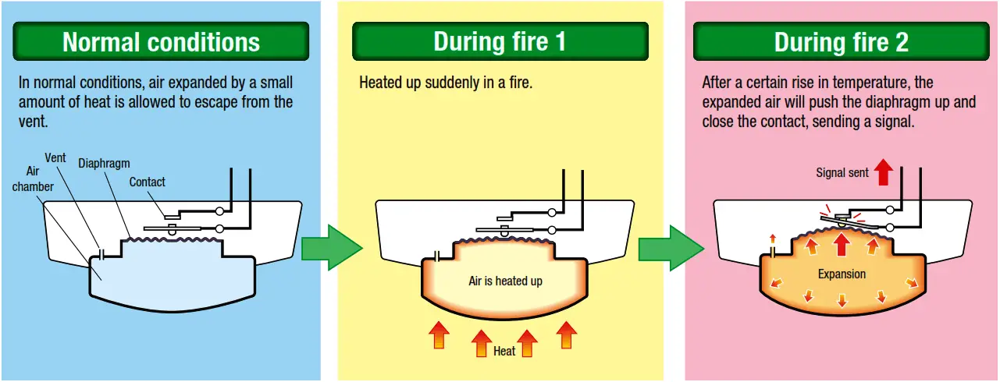 Normal conditions
In normal conditions, air expanded by a small
amount of heat is allowed to escape from the
vent.
Vent
Diaphragm
Air
chamber
Contact
During fire 1
Heated up suddenly in a fire.
Air is heated up
Heat
During fire 2
After a certain rise in temperature, the
expanded air will push the diaphragm up and
close the contact, sending a signal.
Signal sent
Expansion